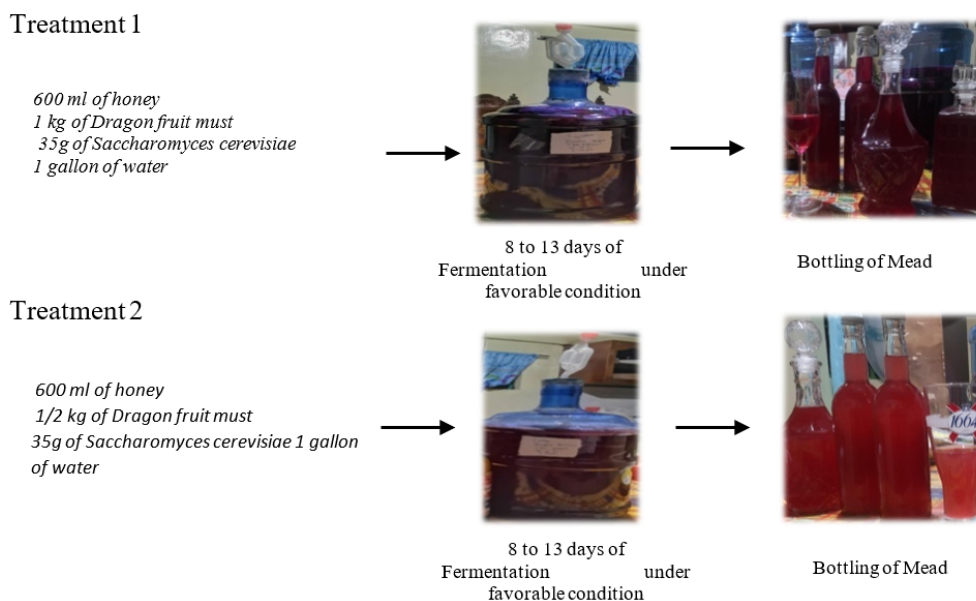 Treatment 1
600 ml of honey
1 kg of Dragon fruit must
35g of Saccharomyces cerevisiae
1 gallon of water
8 to 13 days of
Fermentation under
favorable condition
Bottling of Mead
Treatment 2
600 ml of honey
1/2 kg of Dragon fruit must
35g of Saccharomyces cerevisiae 1 gallon
of water
1664
8 to 13 days of
Fermentation under
favorable condition
Bottling of Mead